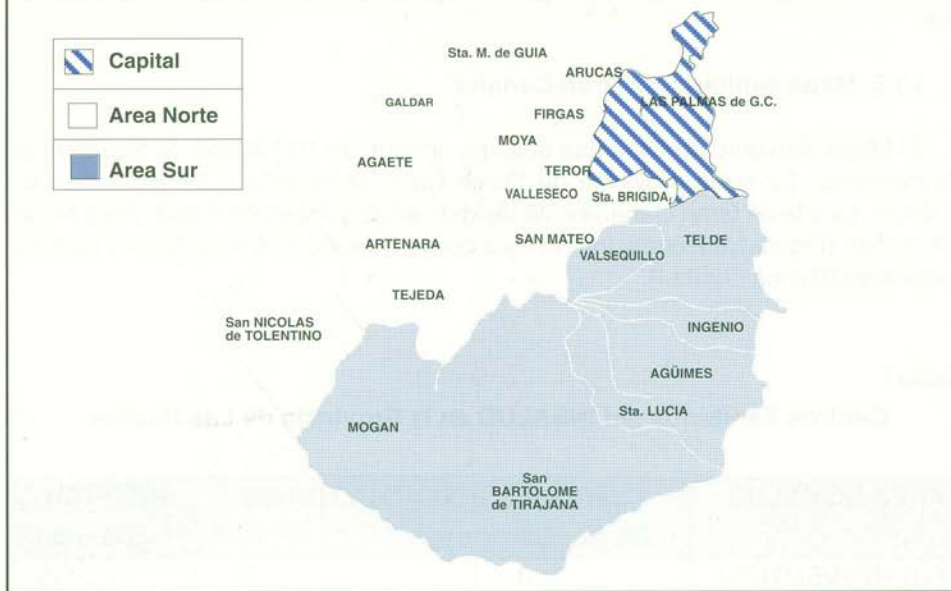 Capital
Area Norte
Area Sur
Sta. M. de GUIA
ARUCAS
LAS PALMAS de G.C.
GALDAR
FIRGAS
MOYA
AGAETE
TEROR
VALLESECO
Sta. BRIGIDA
ARTENARA
SAN MATEO
TELDE
VALSEQUILLO
TEJEDA
San NICOLAS
de TOLENTINO
INGENIO
AGÜIMES
Sta. LUCIA
MOGAN
San
BARTOLOME
de TIRAJANA